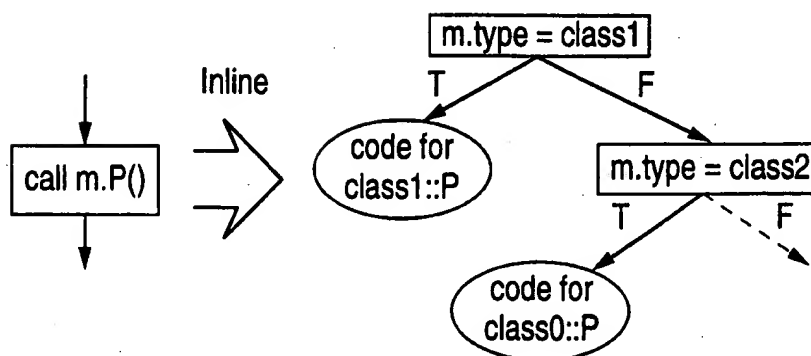 m.type = class1
Inline
T
F
call m.P()
code for
class1::P
m.type = class2
T
F
code for
class0::P